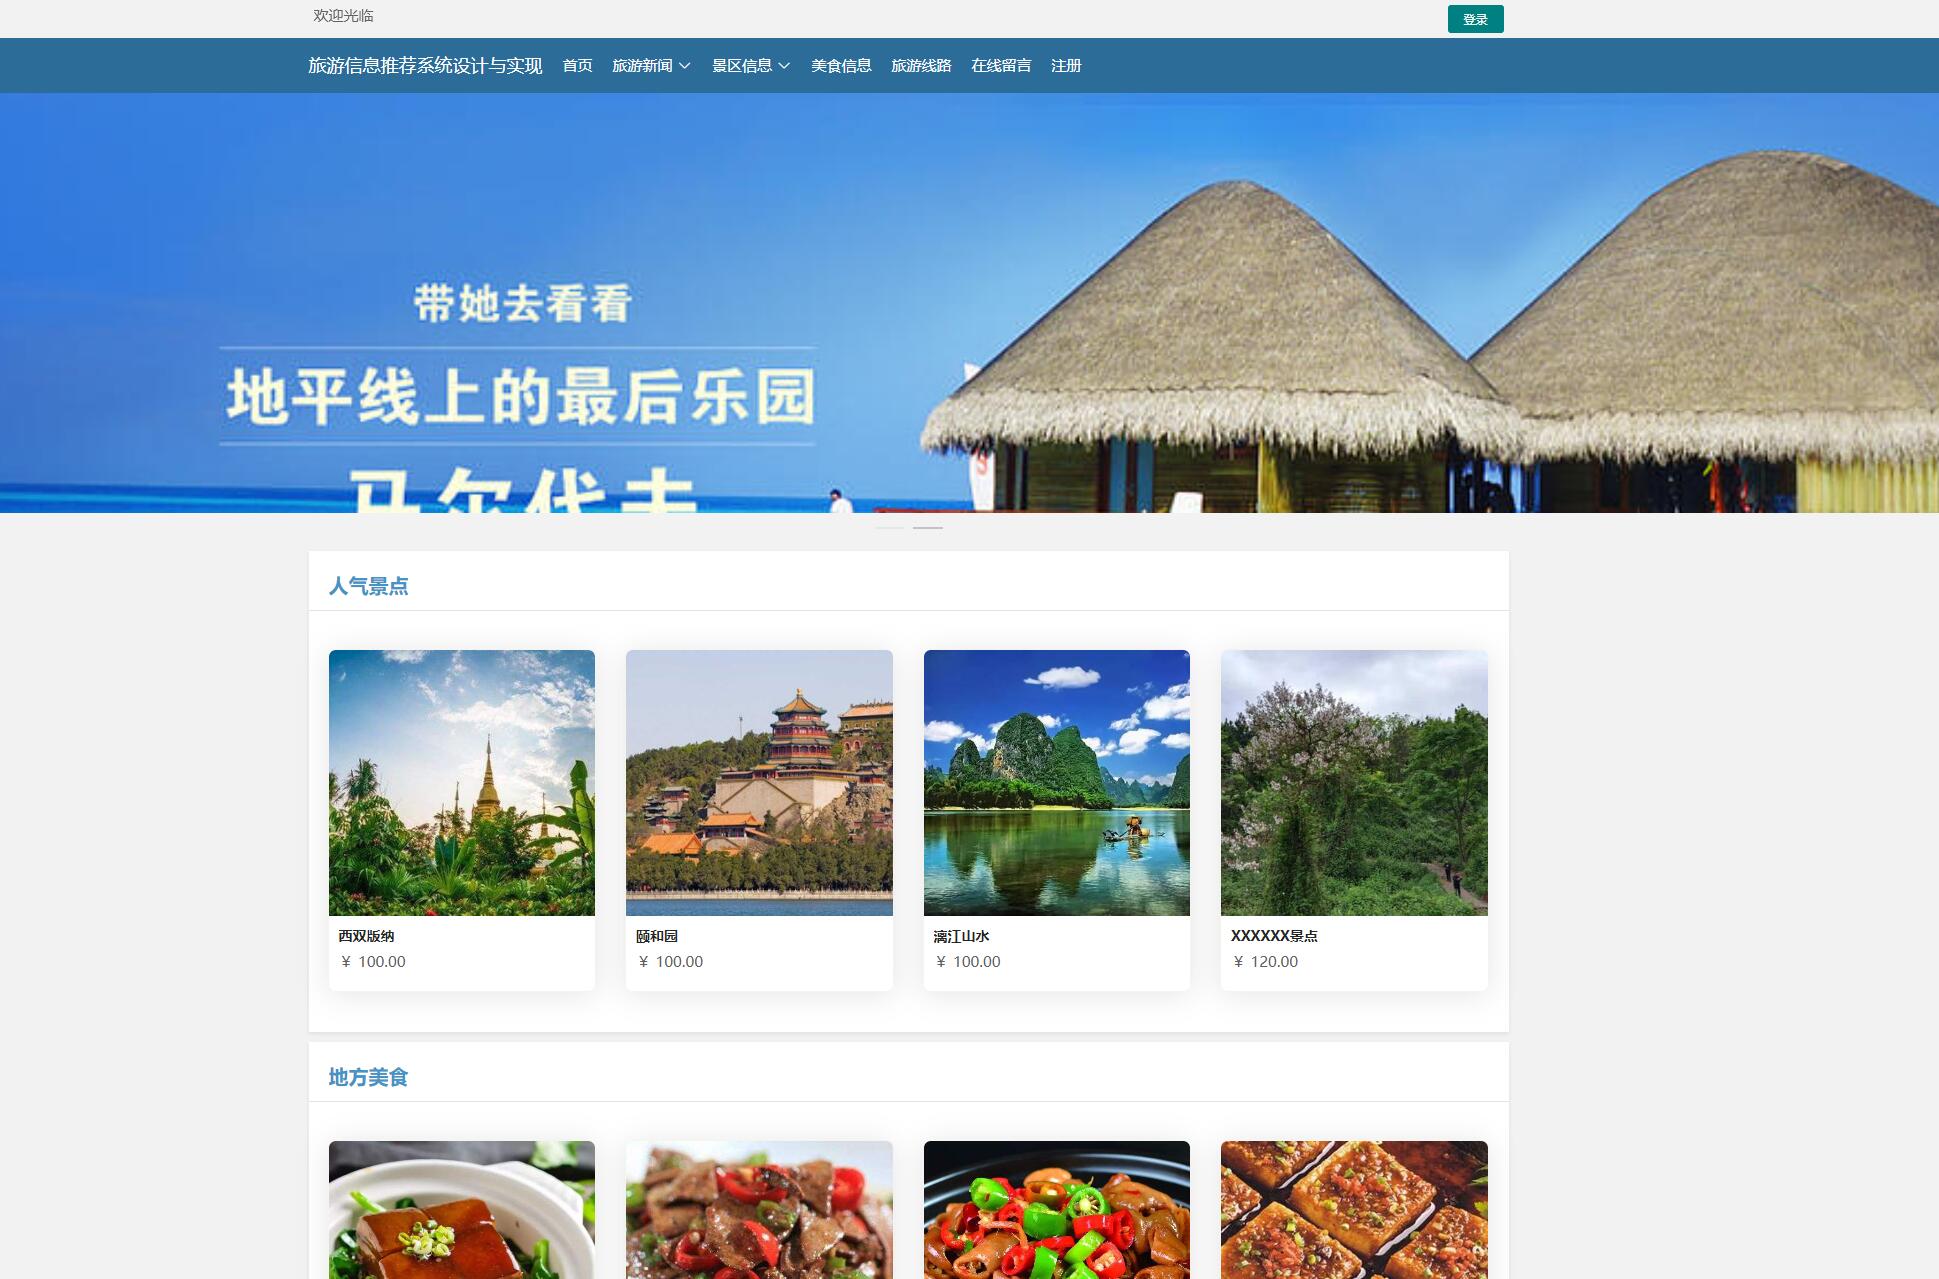 欢迎光临
登录
旅游信息推荐系统设计与实现 首页 旅游新闻 景区信息 美食信息 旅游线路 在线留言 注册
带她去看看
地平线上的最后乐园
马尔代夫
人气景点
西双版纳 颐和园 漓江山水 XXXXXX景点
￥ 100.00 ￥ 100.00 ￥ 100.00 ￥ 120.00
地方美食